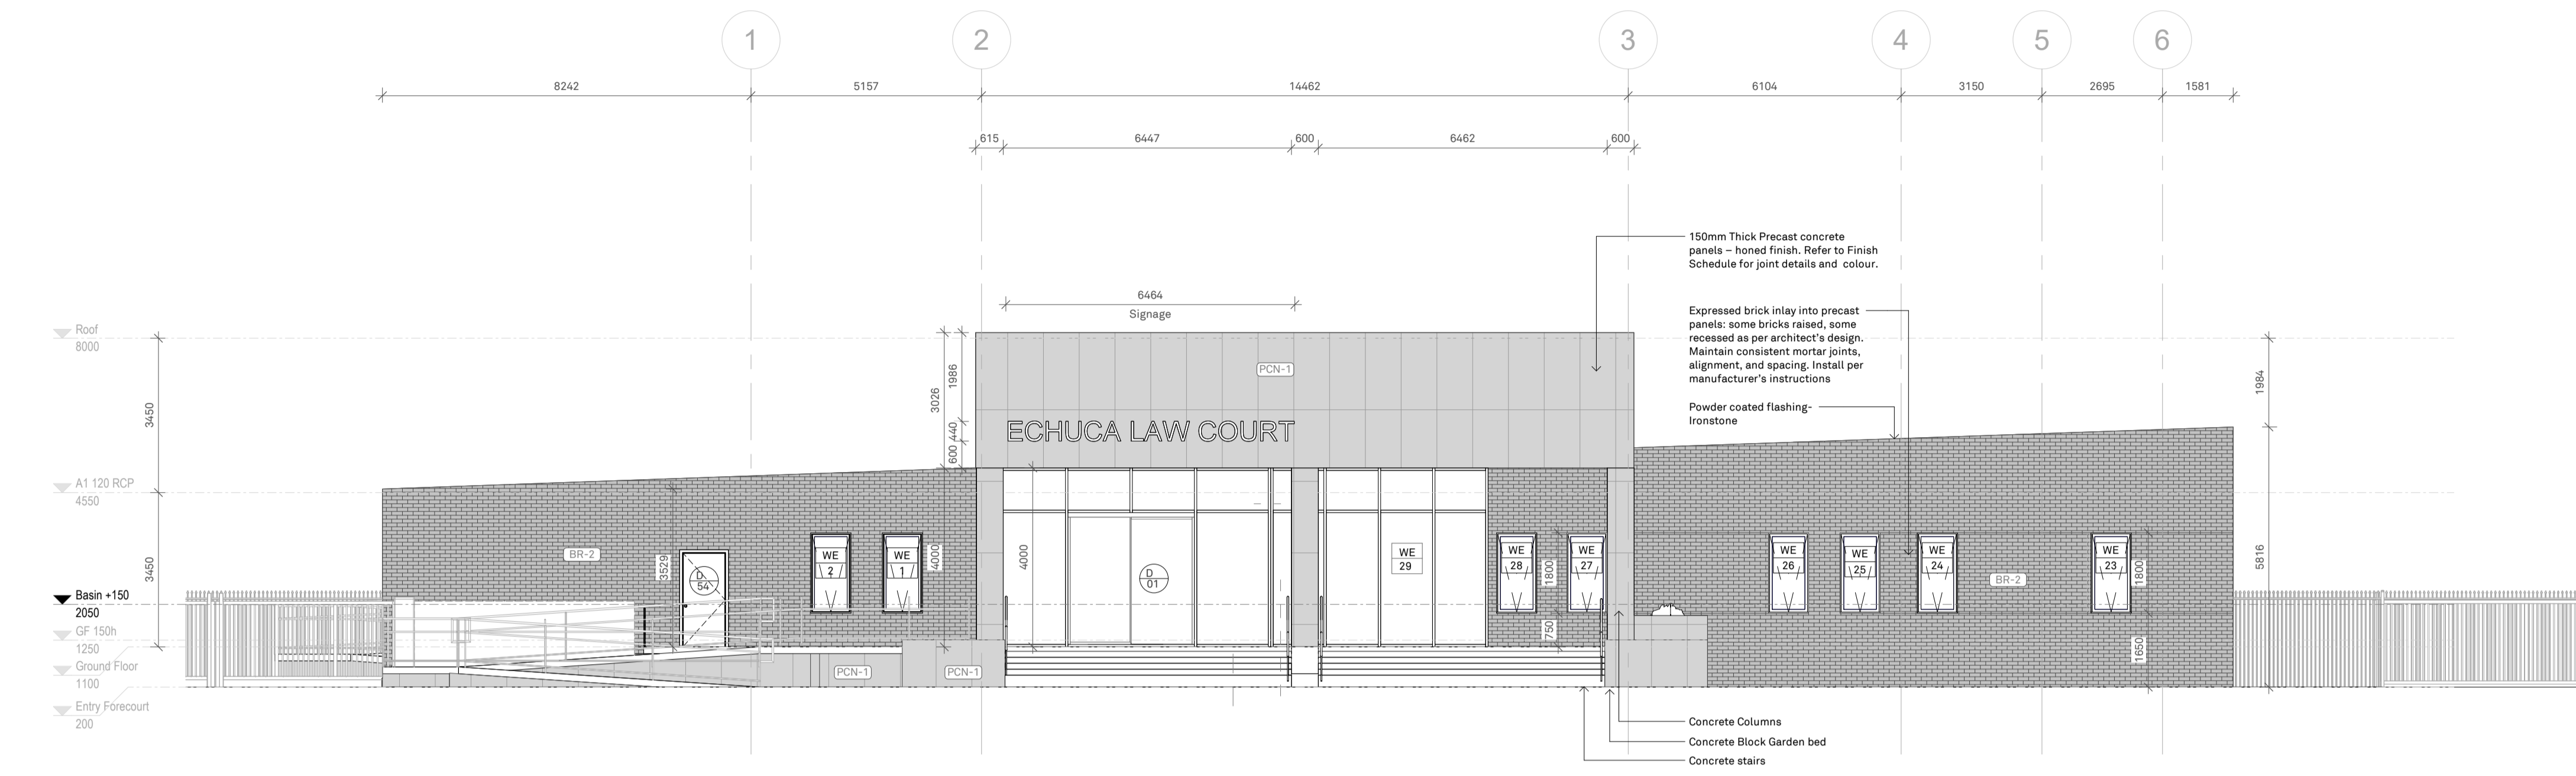 1 2 3 4 5 6
8242 5157 14462 6104 3150 2695 1581
615 6447 600 6462 600
150mm Thick Precast concrete
panels – honed finish. Refer to Finish
Schedule for joint details and colour.
6464
Signage
Expressed brick inlay into precast
panels: some bricks raised, some
recessed as per architect's design.
Maintain consistent mortar joints,
alignment, and spacing. Install per
manufacturer's instructions
Powder coated flashing-
Ironstone
Roof
8000
3450
3026
1986
440
600
PCN-1
1984
ECHUCA LAW COURT
A1 120 RCP
4550
3450
BR-2
3529
D
54
WE
2
WE
1
4000
4000
D
01
WE
29
WE
28
1800
WE
27
750
WE
26
WE
25
WE
24
BR-2
WE
23
1800
1650
5816
Basin +150
2050
GF 150h
1250
Ground Floor
1100
PCN-1
PCN-1
Entry Forecourt
200
Concrete Columns
Concrete Block Garden bed
Concrete stairs